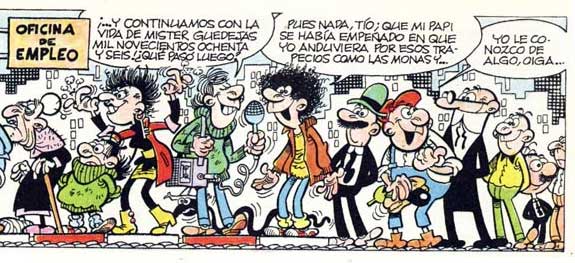 OFICINA
DE
EMPLEO
¡...Y CONTINUAMOS CON LA
VIDA DE MISTER GUEDEJAS
MIL NOVECIENTOS OCHENTA
Y SEIS! ¿QUÉ PASÓ LUEGO?
PUES NADA, TÍO; QUE MI PAPI
SE HABÍA EMPEÑADO EN QUE
YO ANDUVIERA POR ESOS TRA-
PECIOS COMO LAS MONAS Y...
YO LE CO-
NOZCO DE
ALGO, OIGA...